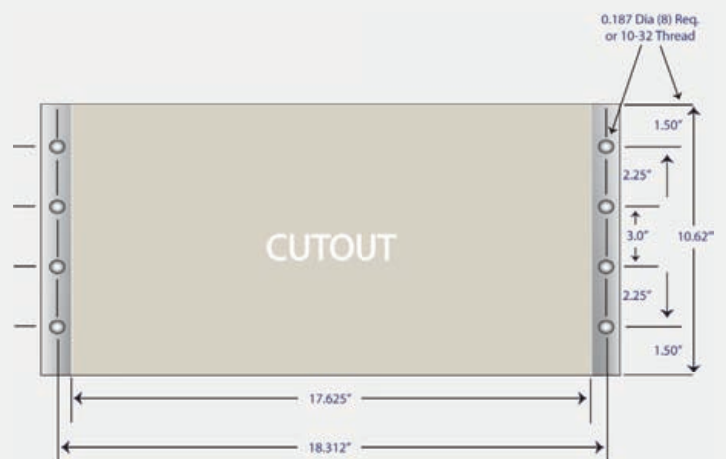 0.187 Dia (8) Req.
or 10-32 Thread
1.50"
2.25"
CUTOUT
3.0"
10.62"
2.25"
1.50"
17.625"
18.312"